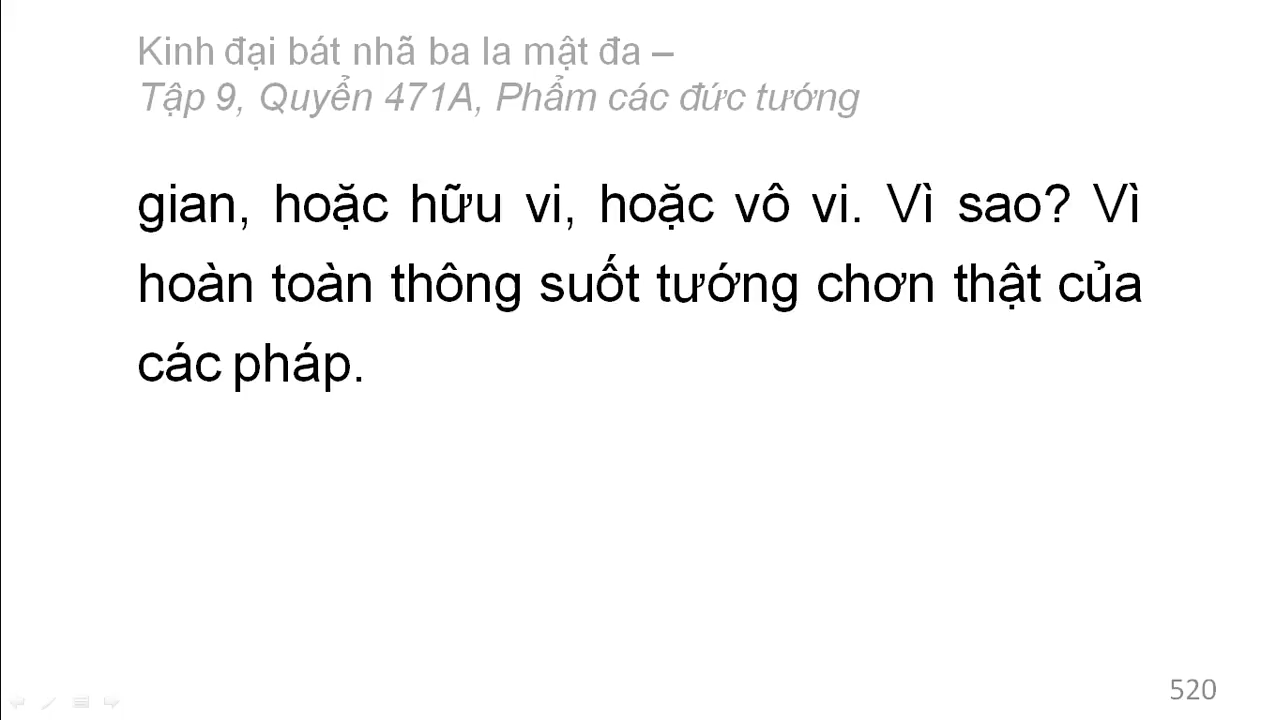 Kinh đại bát nhã ba la mật đa –
Tập 9, Quyển 471A, Phẩm các đức tướng
gian, hoặc hữu vi, hoặc vô vi. Vì sao? Vì
hoàn toàn thông suốt tướng chơn thật của
các pháp.
520